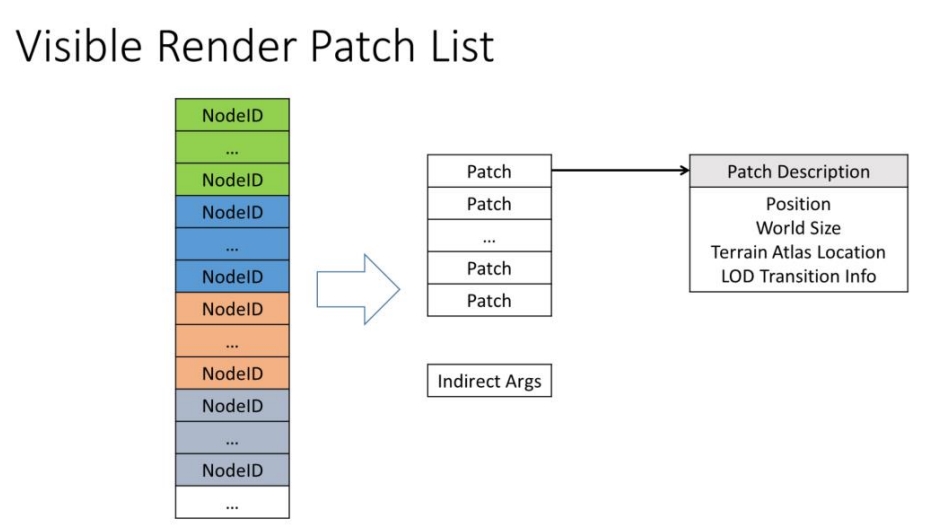 Visible Render Patch List
NodeID
...
NodeID
NodeID
...
NodeID
NodeID
...
NodeID
NodeID
...
NodeID
...
Patch
Patch
...
Patch
Patch
Indirect Args
Patch Description
Position
World Size
Terrain Atlas Location
LOD Transition Info